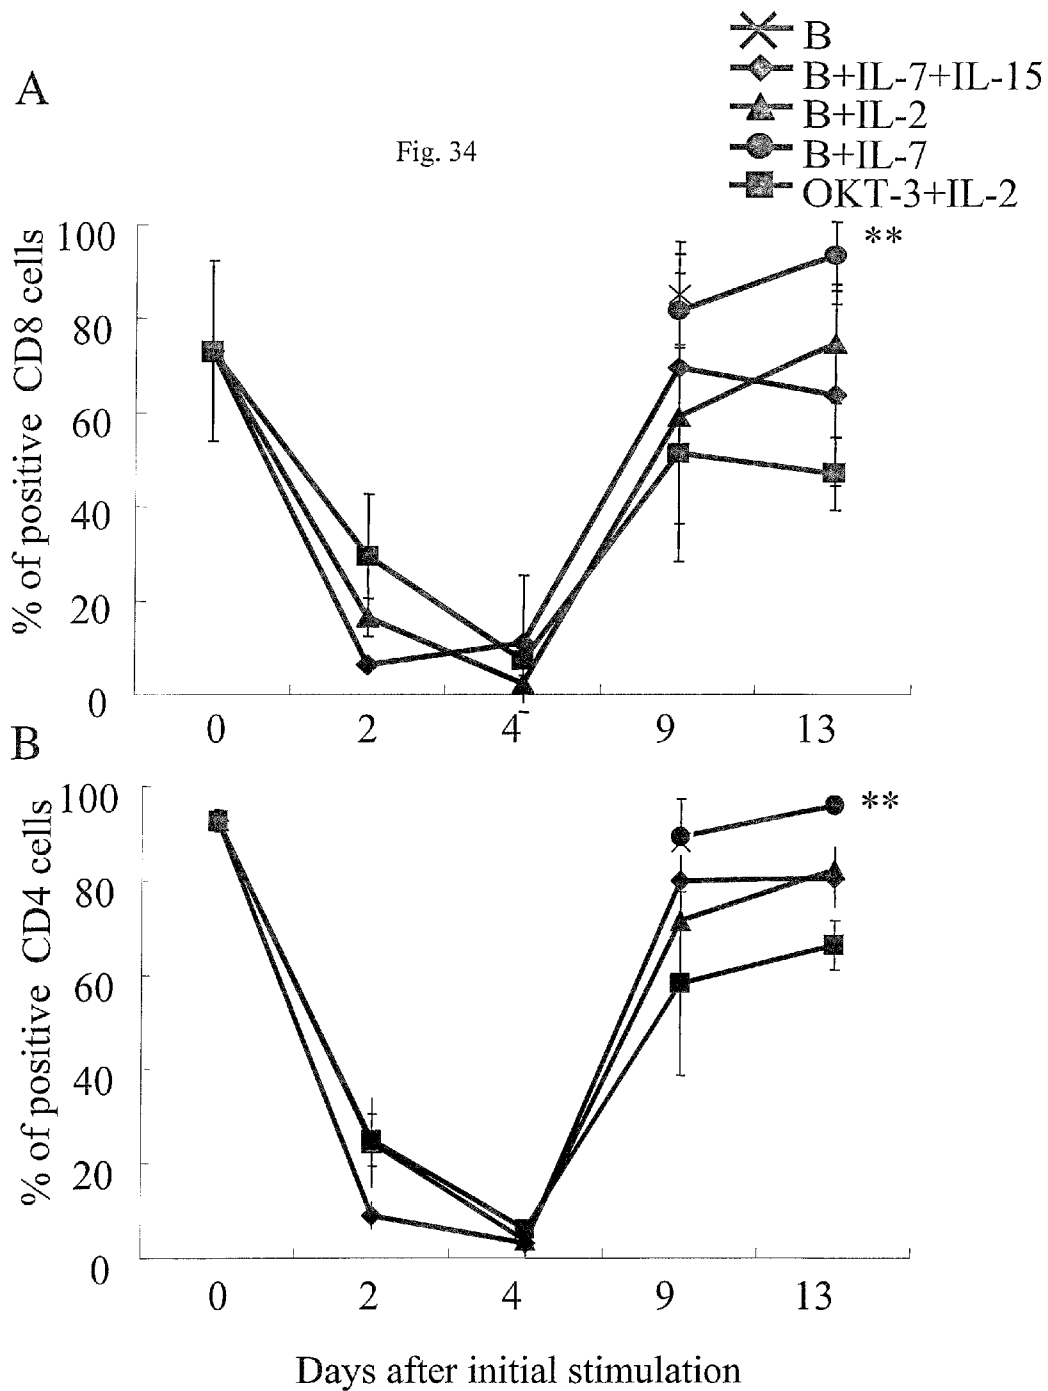 B
B+IL-7+IL-15
B+IL-2
B+IL-7
OKT-3+IL-2
A
Fig. 34
% of positive CD8 cells
100
80
60
40
20
0
**
0 2 4 9 13
B
% of positive CD4 cells
100
80
60
40
20
0
**
0 2 4 9 13
Days after initial stimulation